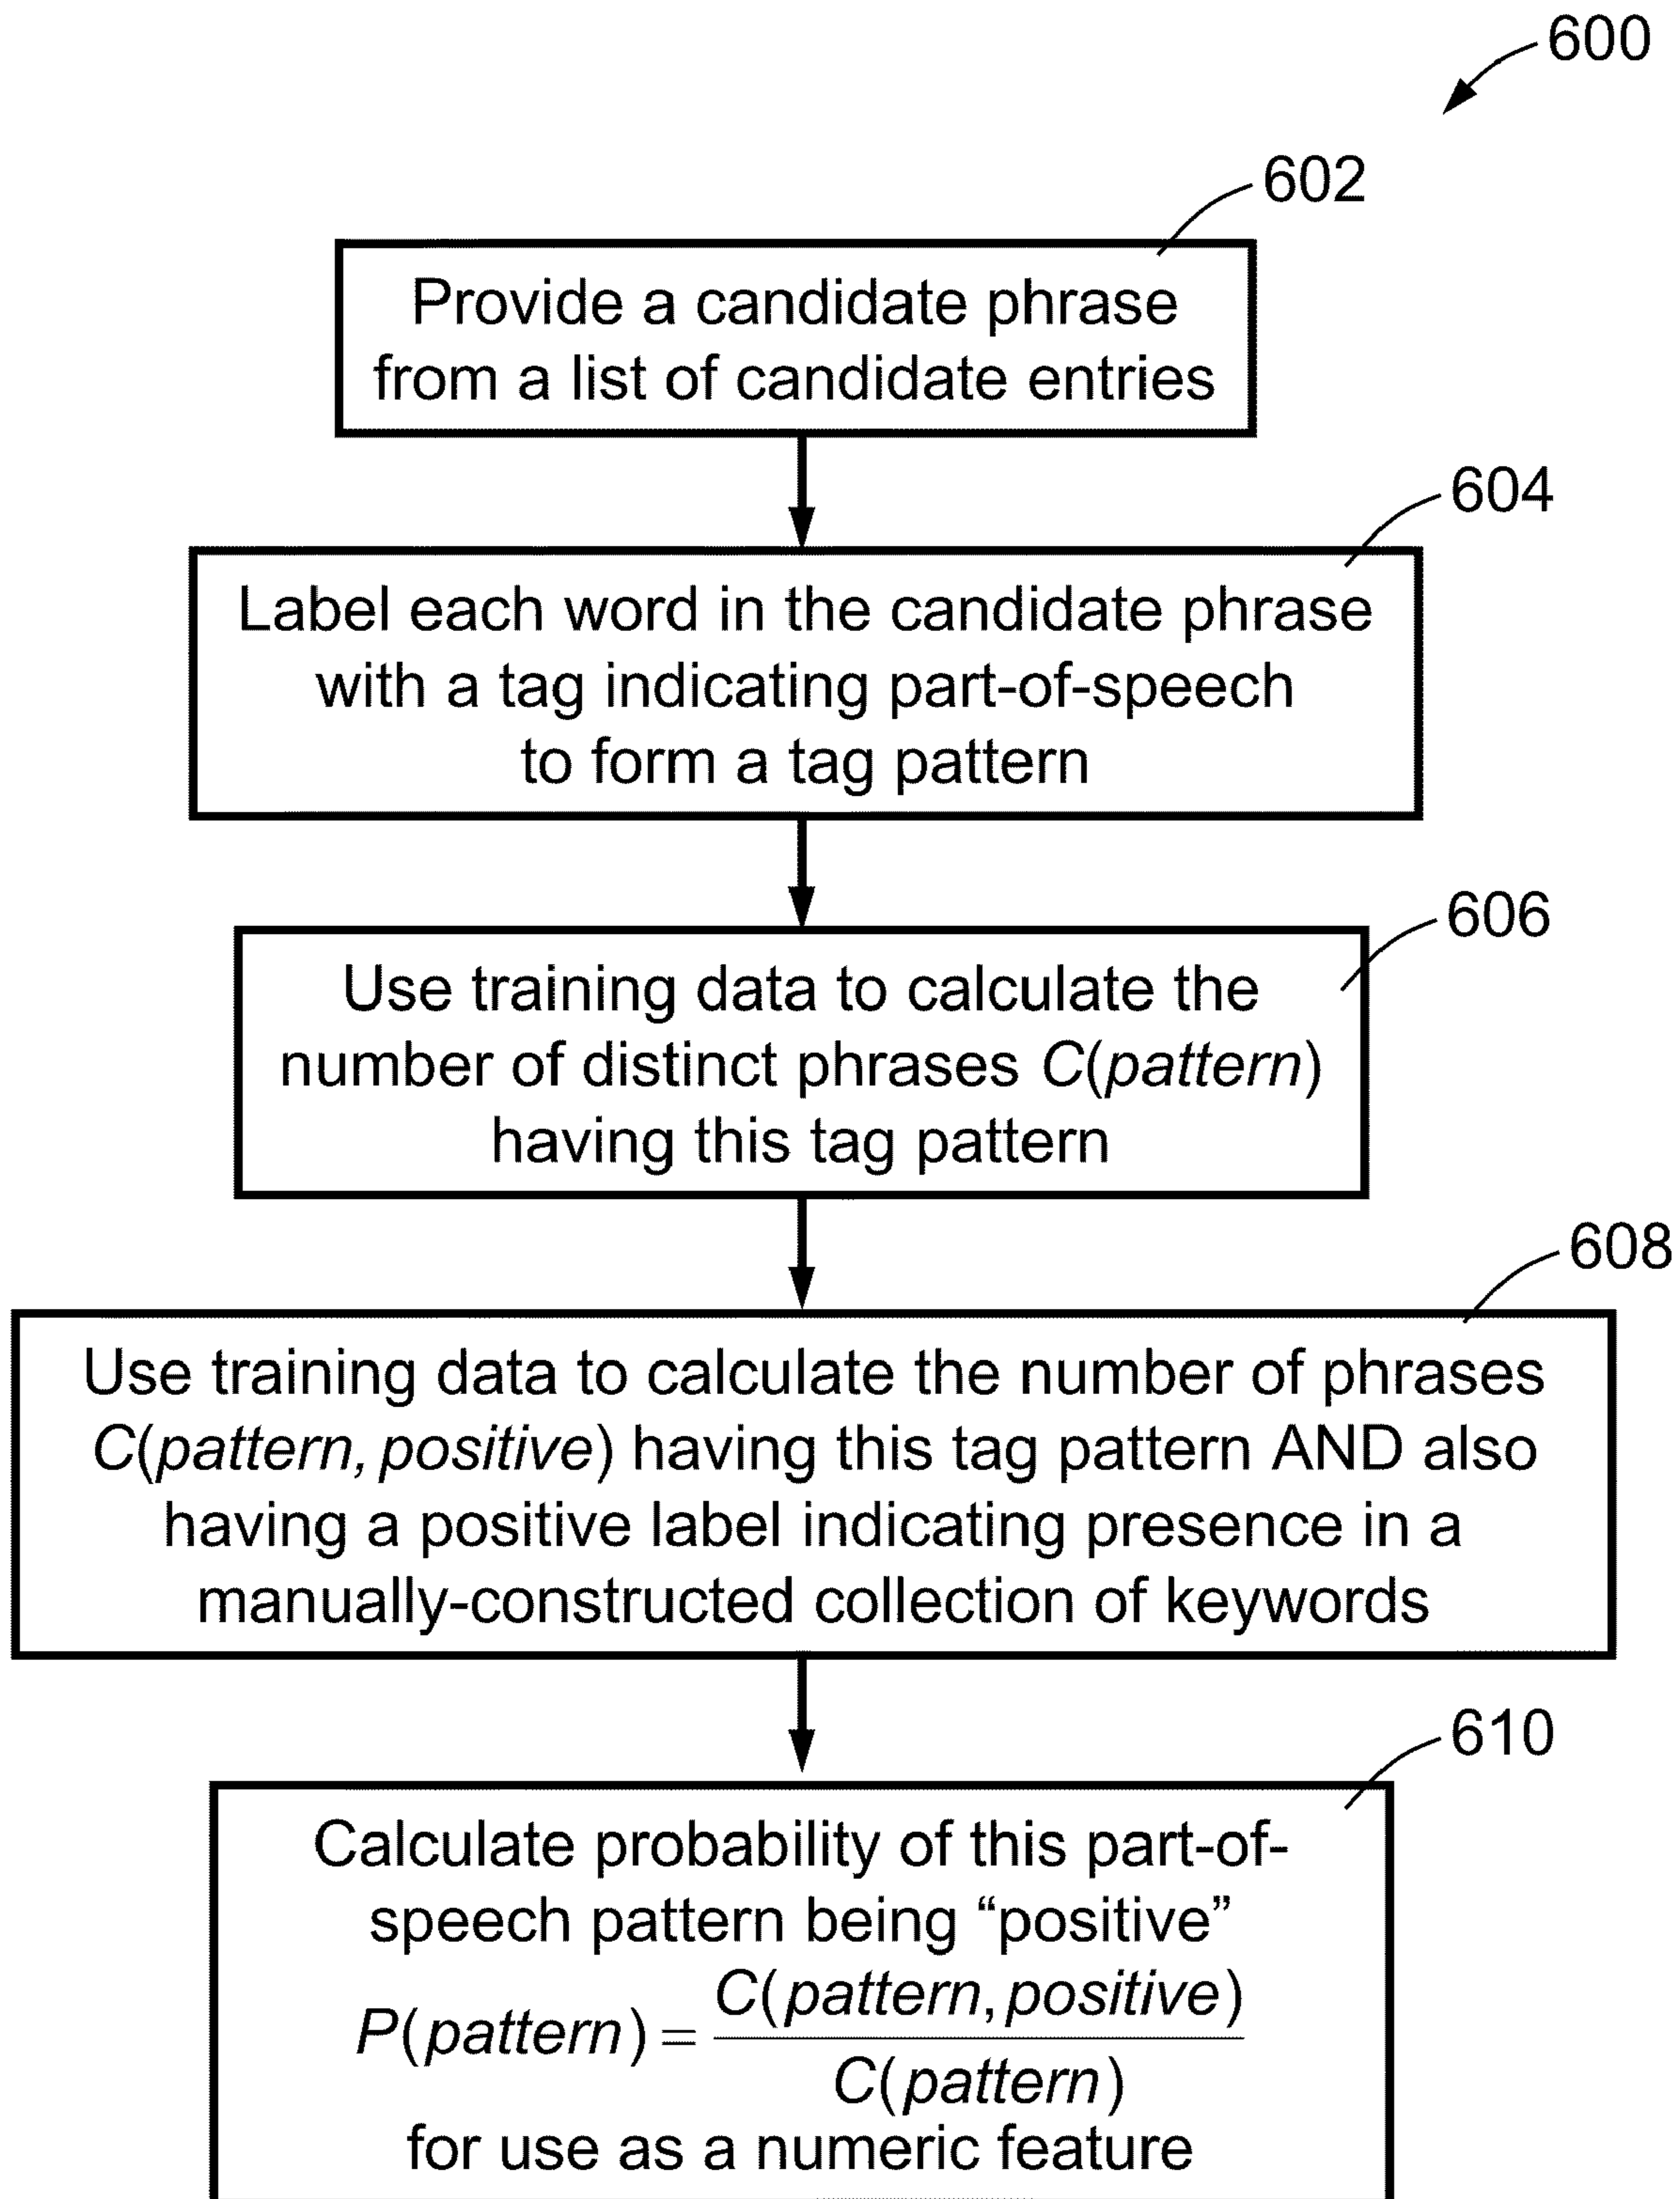 600
602
Provide a candidate phrase
from a list of candidate entries
604
Label each word in the candidate phrase
with a tag indicating part-of-speech
to form a tag pattern
606
Use training data to calculate the
number of distinct phrases C(pattern)
having this tag pattern
608
Use training data to calculate the number of phrases
C(pattern, positive) having this tag pattern AND also
having a positive label indicating presence in a
manually-constructed collection of keywords
610
Calculate probability of this part-of-
speech pattern being “positive”
P(pattern) = C(pattern, positive) / C(pattern)
for use as a numeric feature